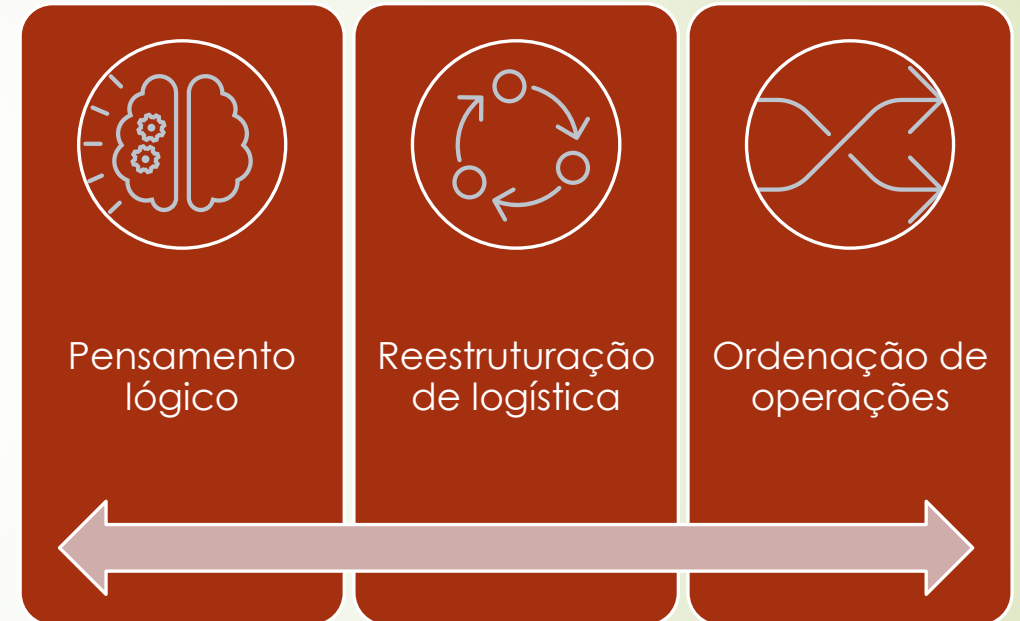 Pensamento
lógico
Reestruturação
de logística
Ordenação de
operações